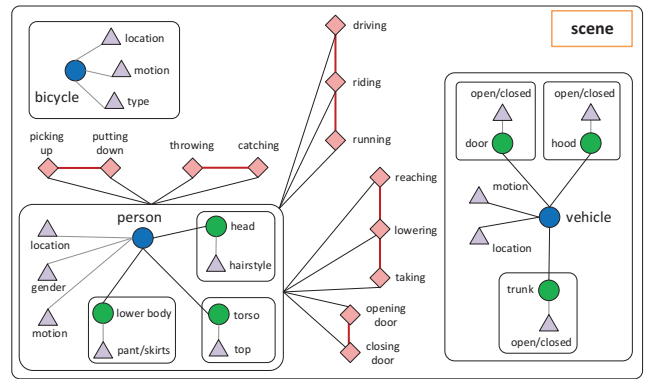 scene
location
motion
type
bicycle
driving
riding
running
picking
up
putting
down
throwing
catching
reaching
lowering
taking
opening
door
closing
door
person
location
gender
motion
head
hairstyle
lower body
pant/skirts
torso
top
open/closed
door
open/closed
hood
motion
location
vehicle
trunk
open/closed